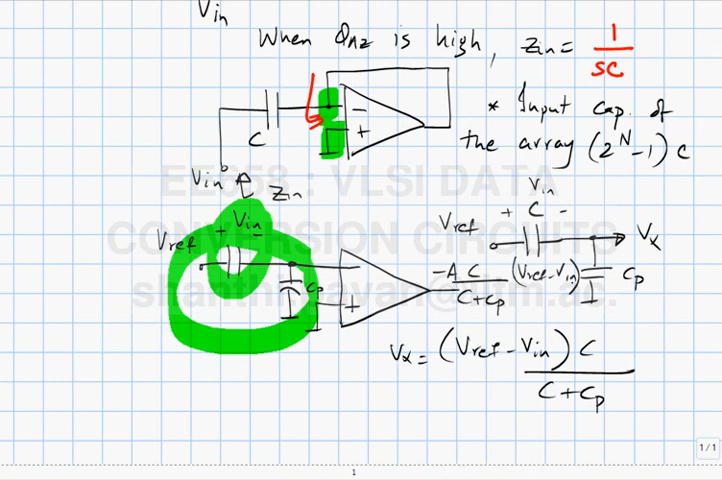 Vin
When Qnz is high, Zin = 1/SC
C
- +
* Input cap. of
the array (2^N-1) C
Vin
Zin
EE658 : VLSI DATA
CONVERSION CIRCUITS
Vref + Vin -
Cp
- +
-A C/(C+Cp) (Vref-Vin)
Vref
Vin
+ C -
Vx
Cp
Vx = (Vref - Vin) C
C+Cp
1/1
1